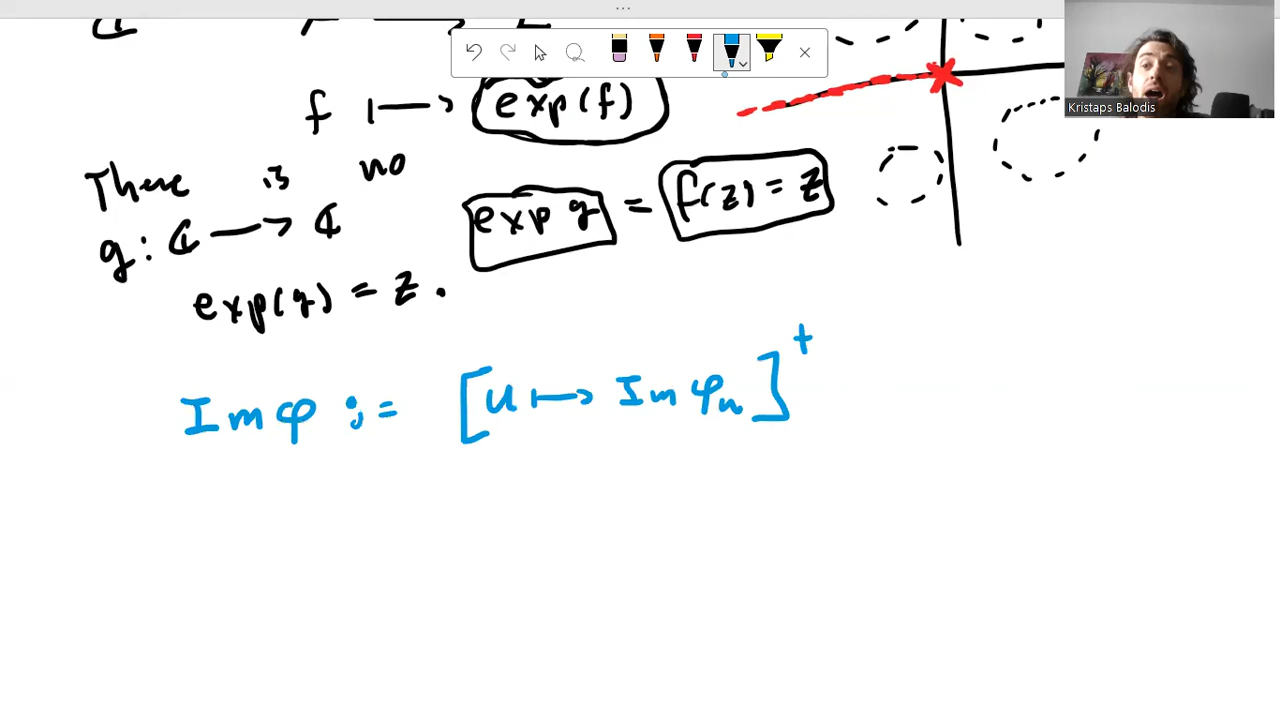 f ⟼ exp(f)
Kristaps Balodis
There is no
exp g = f(z) = z
g: ℂ ⟶ ℂ
exp(g) = z.
Im φ := [U ⟼ Im φ_U]^+